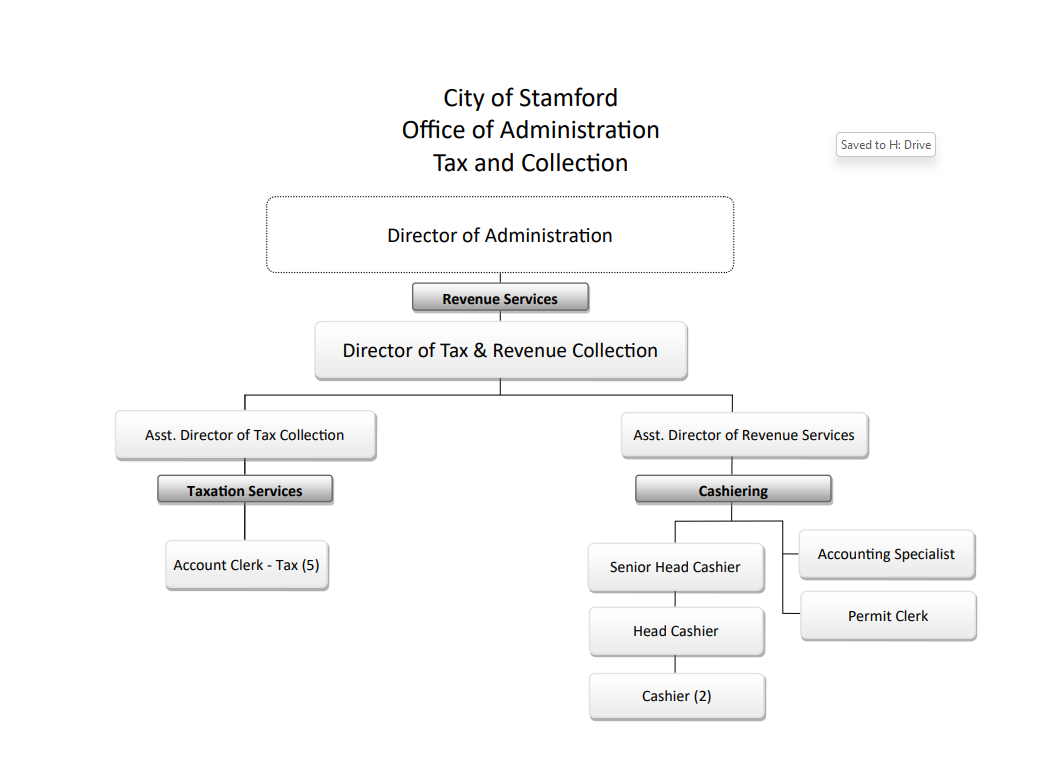 City of Stamford
Office of Administration
Tax and Collection
Saved to H: Drive
Director of Administration
Revenue Services
Director of Tax & Revenue Collection
Asst. Director of Tax Collection
Asst. Director of Revenue Services
Taxation Services
Cashiering
Account Clerk - Tax (5)
Senior Head Cashier
Accounting Specialist
Head Cashier
Permit Clerk
Cashier (2)